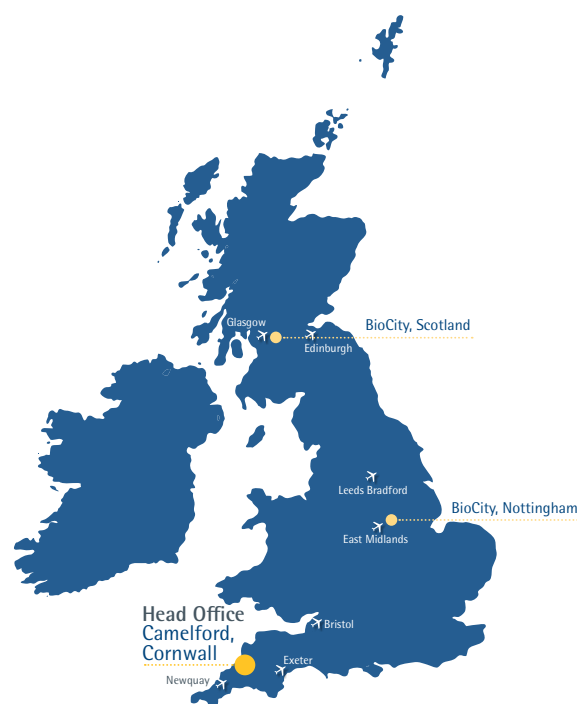 Glasgow
BioCity, Scotland
Edinburgh
Leeds Bradford
BioCity, Nottingham
East Midlands
Head Office
Camelford,
Cornwall
Bristol
Exeter
Newquay